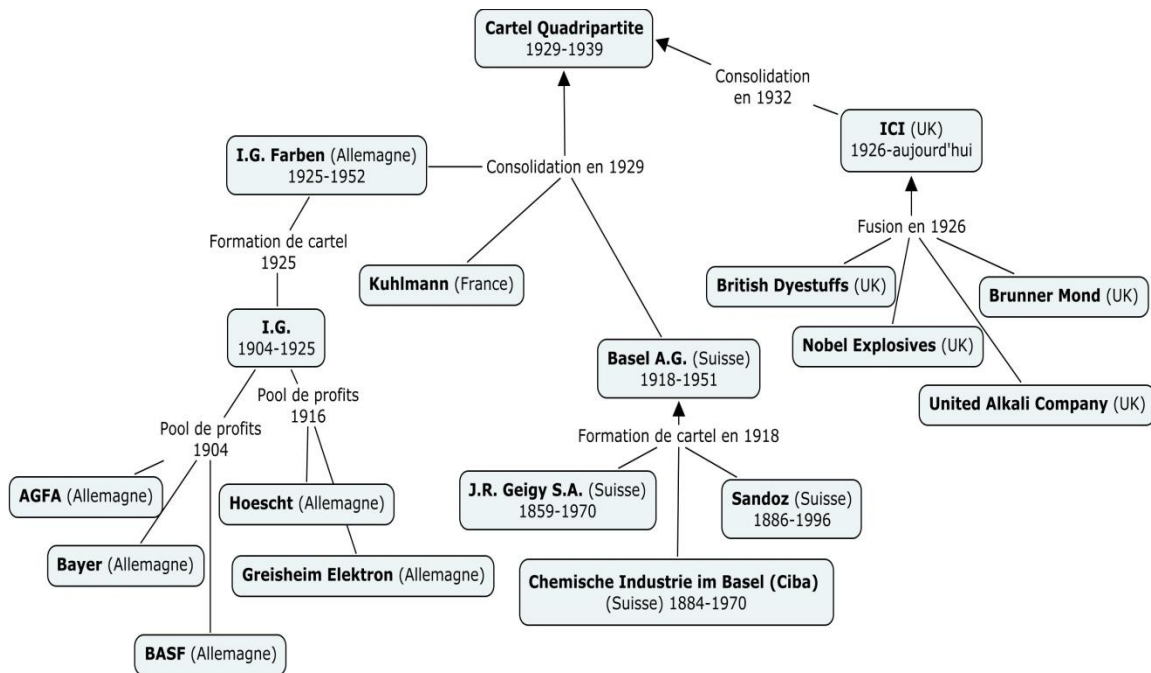 Cartel Quadripartite
1929-1939
Consolidation
en 1932
ICI (UK)
1926-aujourd'hui
I.G. Farben (Allemagne)
1925-1952
Consolidation en 1929
Fusion en 1926
Formation de cartel
1925
Kuhlmann (France)
British Dyestuffs (UK)
Brunner Mond (UK)
I.G.
1904-1925
Nobel Explosives (UK)
Basel A.G. (Suisse)
1918-1951
United Alkali Company (UK)
Pool de profits
1916
Pool de profits
1904
Formation de cartel en 1918
AGFA (Allemagne)
Hoescht (Allemagne)
J.R. Geigy S.A. (Suisse)
1859-1970
Sandoz (Suisse)
1886-1996
Bayer (Allemagne)
Greisheim Elektron (Allemagne)
Chemische Industrie im Basel (Ciba)
(Suisse) 1884-1970
BASF (Allemagne)